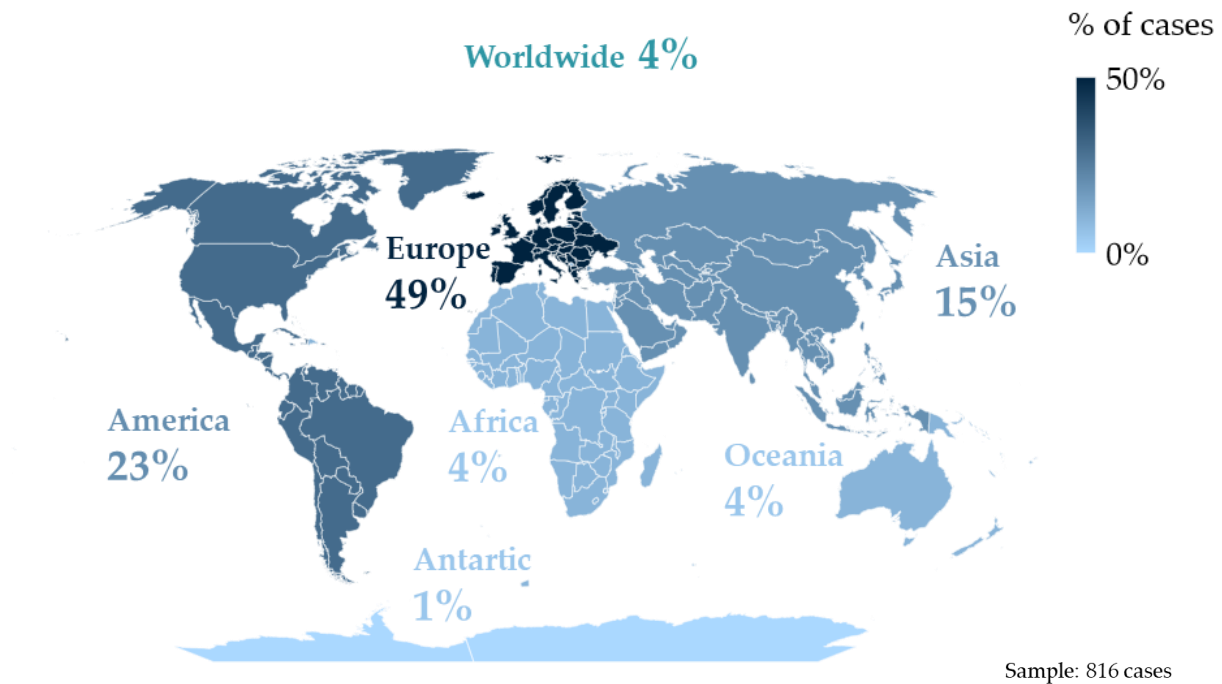 % of cases
Worldwide 4%
50%
0%
Europe
49%
Asia
15%
America
23%
Africa
4%
Oceania
4%
Antartic
1%
Sample: 816 cases